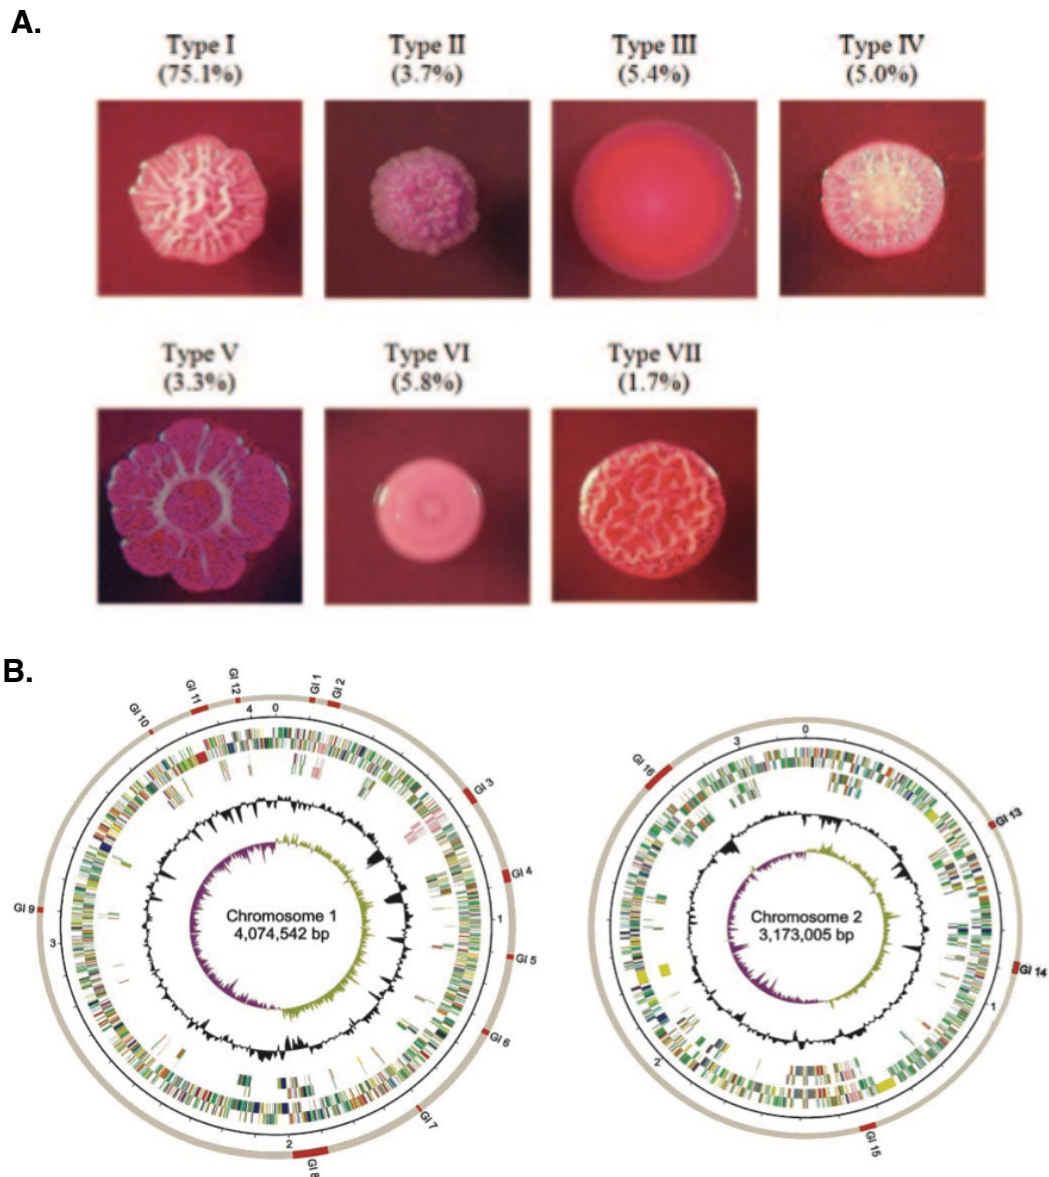 A.
Type I
(75.1%)
Type II
(3.7%)
Type III
(5.4%)
Type IV
(5.0%)
Type V
(3.3%)
Type VI
(5.8%)
Type VII
(1.7%)
B.
GI 1
GI 2
GI 3
GI 4
GI 5
GI 6
GI 7
GI 8
GI 9
GI 10
GI 11
GI 12
0
1
2
3
4
Chromosome 1
4,074,542 bp
GI 13
GI 14
GI 15
GI 16
0
1
2
3
Chromosome 2
3,173,005 bp